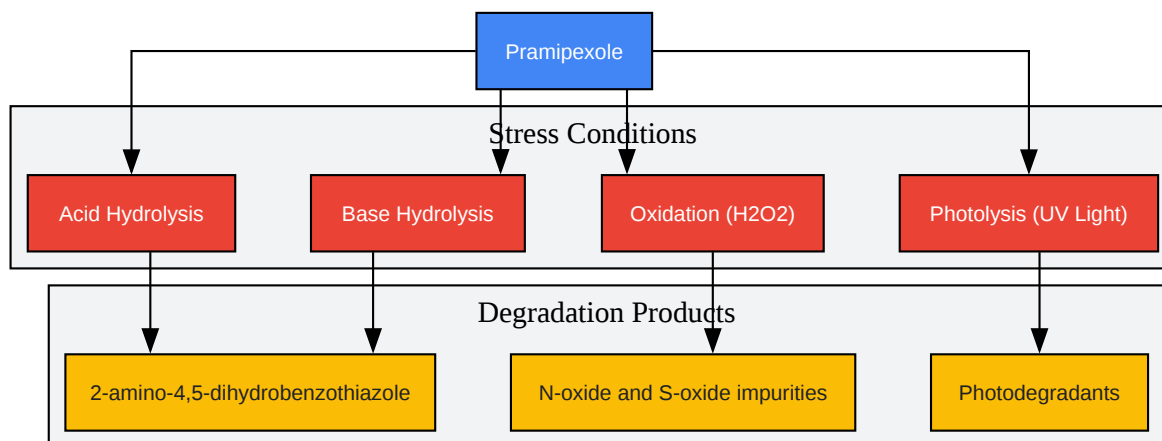 Pramipexole
Stress Conditions
Acid Hydrolysis
Base Hydrolysis
Oxidation (H2O2)
Photolysis (UV Light)
Degradation Products
2-amino-4,5-dihydrobenzothiazole
N-oxide and S-oxide impurities
Photodegradants